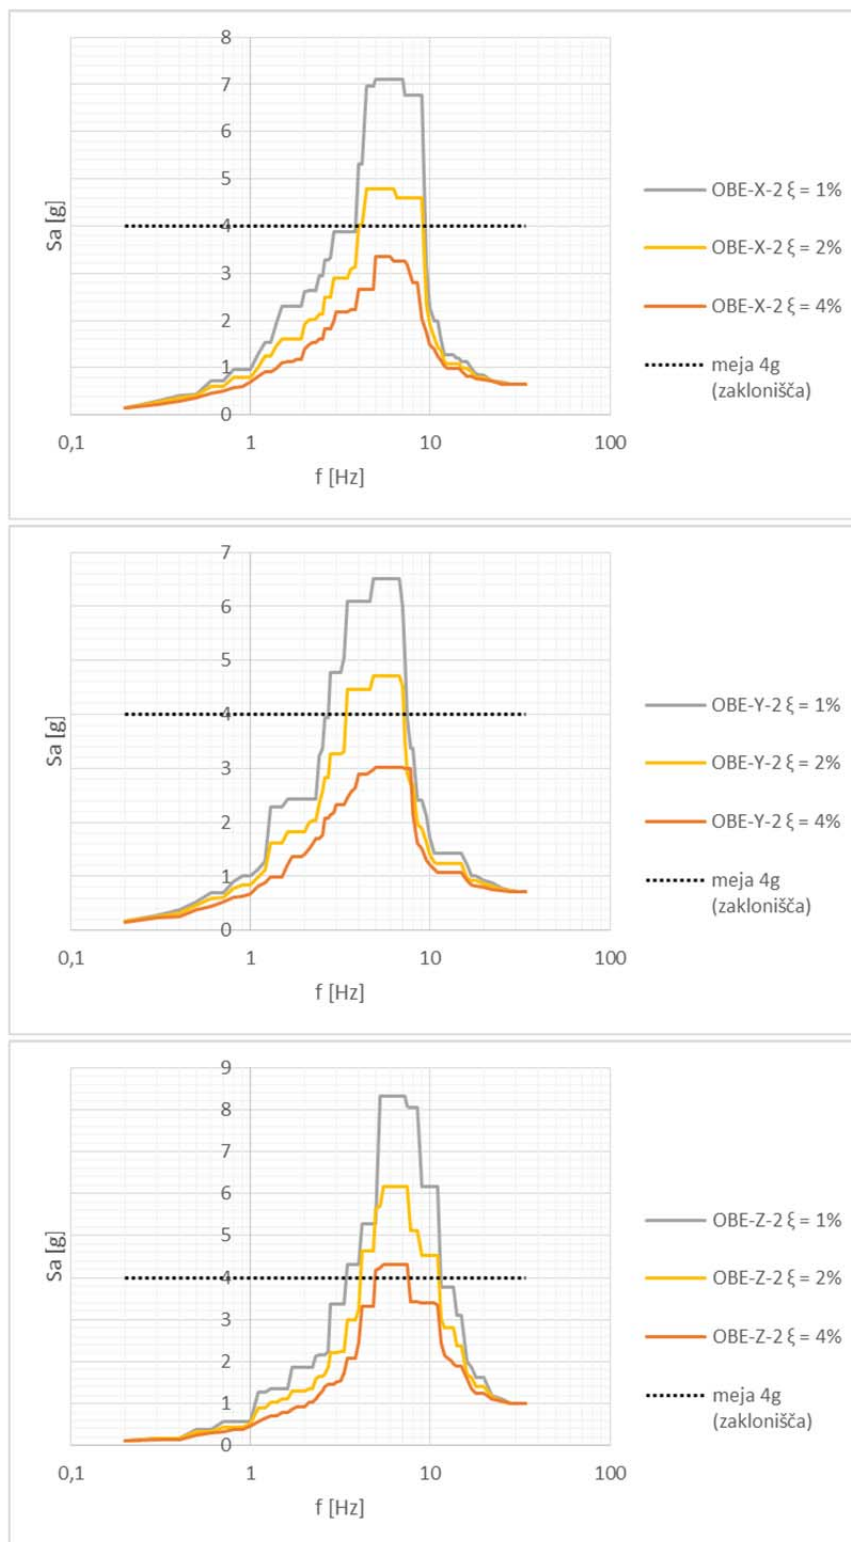 8
7
6
5
4
3
2
1
0
Sa [g]
0,1
1
10
100
f [Hz]
OBE-X-2 ξ = 1%
OBE-X-2 ξ = 2%
OBE-X-2 ξ = 4%
meja 4g
(zaklonišča)
7
6
5
4
3
2
1
0
Sa [g]
0,1
1
10
100
f [Hz]
OBE-Y-2 ξ = 1%
OBE-Y-2 ξ = 2%
OBE-Y-2 ξ = 4%
meja 4g
(zaklonišča)
9
8
7
6
5
4
3
2
1
0
Sa [g]
0,1
1
10
100
f [Hz]
OBE-Z-2 ξ = 1%
OBE-Z-2 ξ = 2%
OBE-Z-2 ξ = 4%
meja 4g
(zaklonišča)